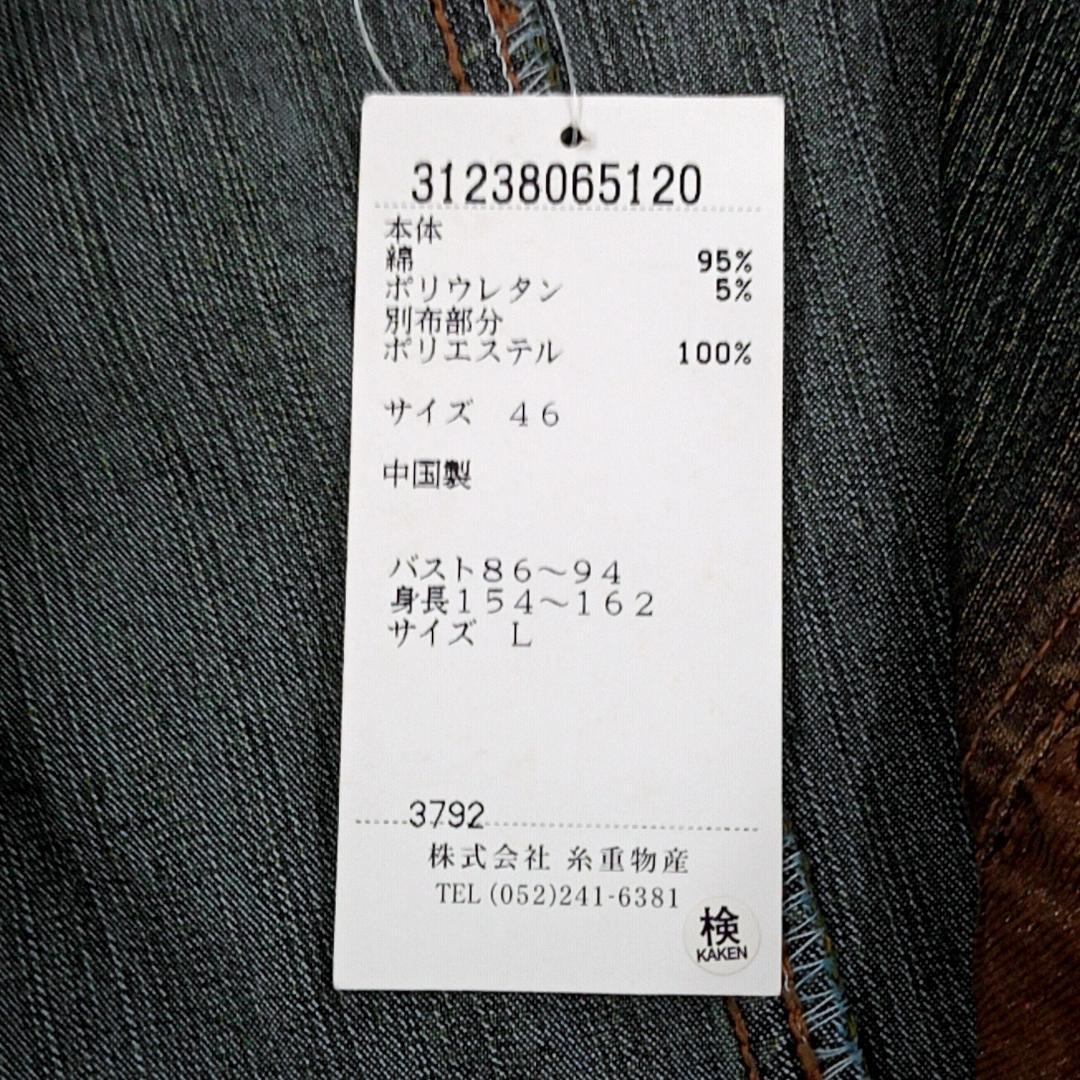 31238065120
本体
綿 95%
ポリウレタン 5%
別布部分
ポリエステル 100%
サイズ　４６
中国製
バスト８６～９４
身長１５４～１６２
サイズ　Ｌ
3792
株式会社 糸重物産
TEL (052)241-6381
検
KAKEN